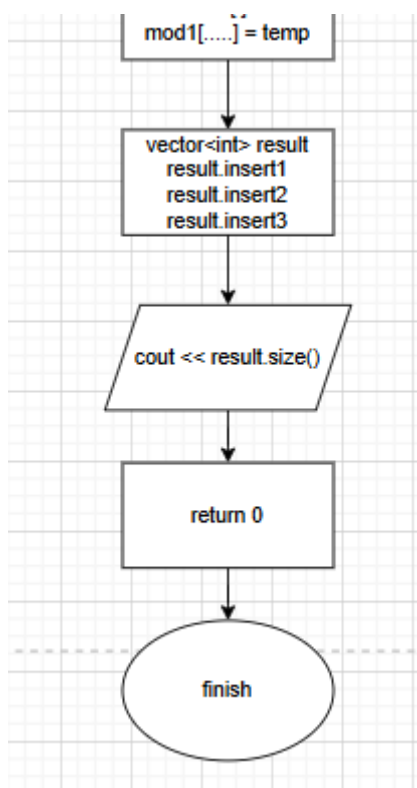 mod1[.....] = temp
vector<int> result
result.insert1
result.insert2
result.insert3
cout << result.size()
return 0
finish